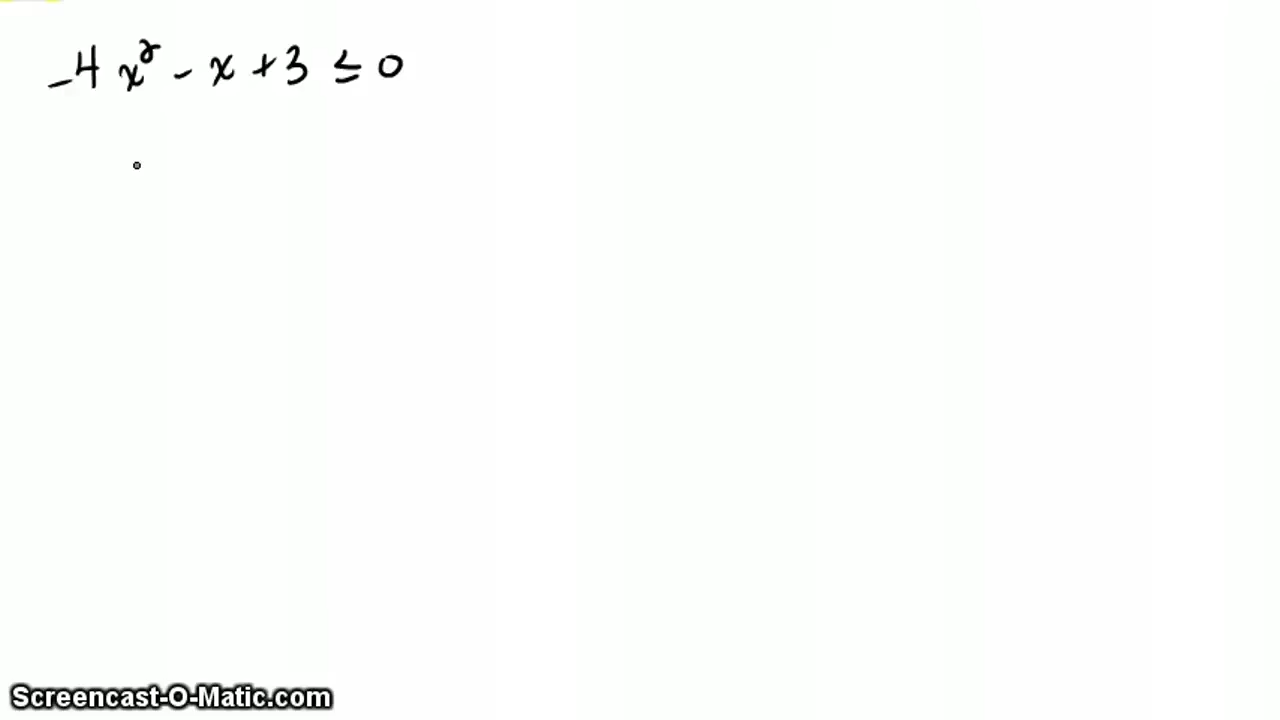 -4x² - x + 3 ≤ 0
Screencast-O-Matic.com